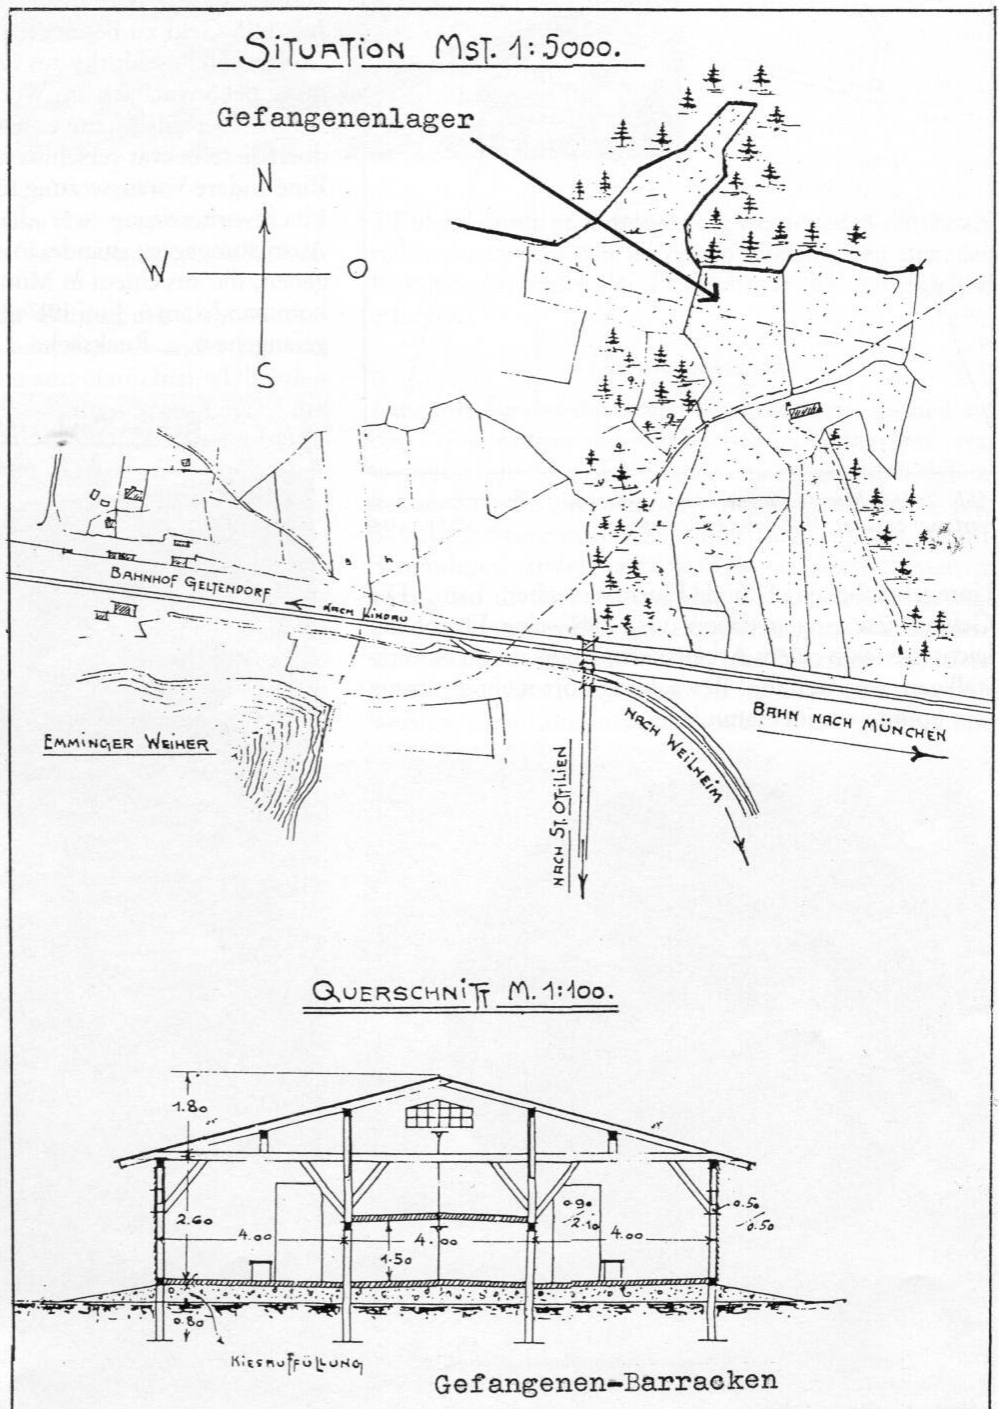 SITUATION MST. 1:5000.
Gefangenenlager
N
W O
S
BAHNHOF GELTENDORF
NACH LINDAU
EMMINGER WEIHER
NACH ST. OTTILIEN
NACH WEILHEIM
BAHN NACH MÜNCHEN
QUERSCHNITT M. 1:100.
1.80
2.60
4.00
4.00
4.00
1.50
0.90
2.10
0.50
0.50
0.80
KIESAUFFÜLLUNG
Gefangenen-Barracken